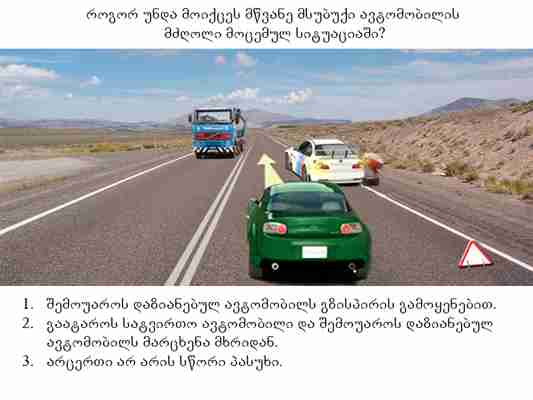 როგორ უნდა მოიქცეს მწვანე მსუბუქი ავტომობილის
მძღოლი მოცემულ სიტუაციაში?
1. შემოუაროს დაზიანებულ ავტომობილს გზისპირის გამოყენებით.
2. გაატაროს სატვირთო ავტომობილი და შემოუაროს დაზიანებულ
ავტომობილს მარცხენა მხრიდან.
3. არცერთი არ არის სწორი პასუხი.